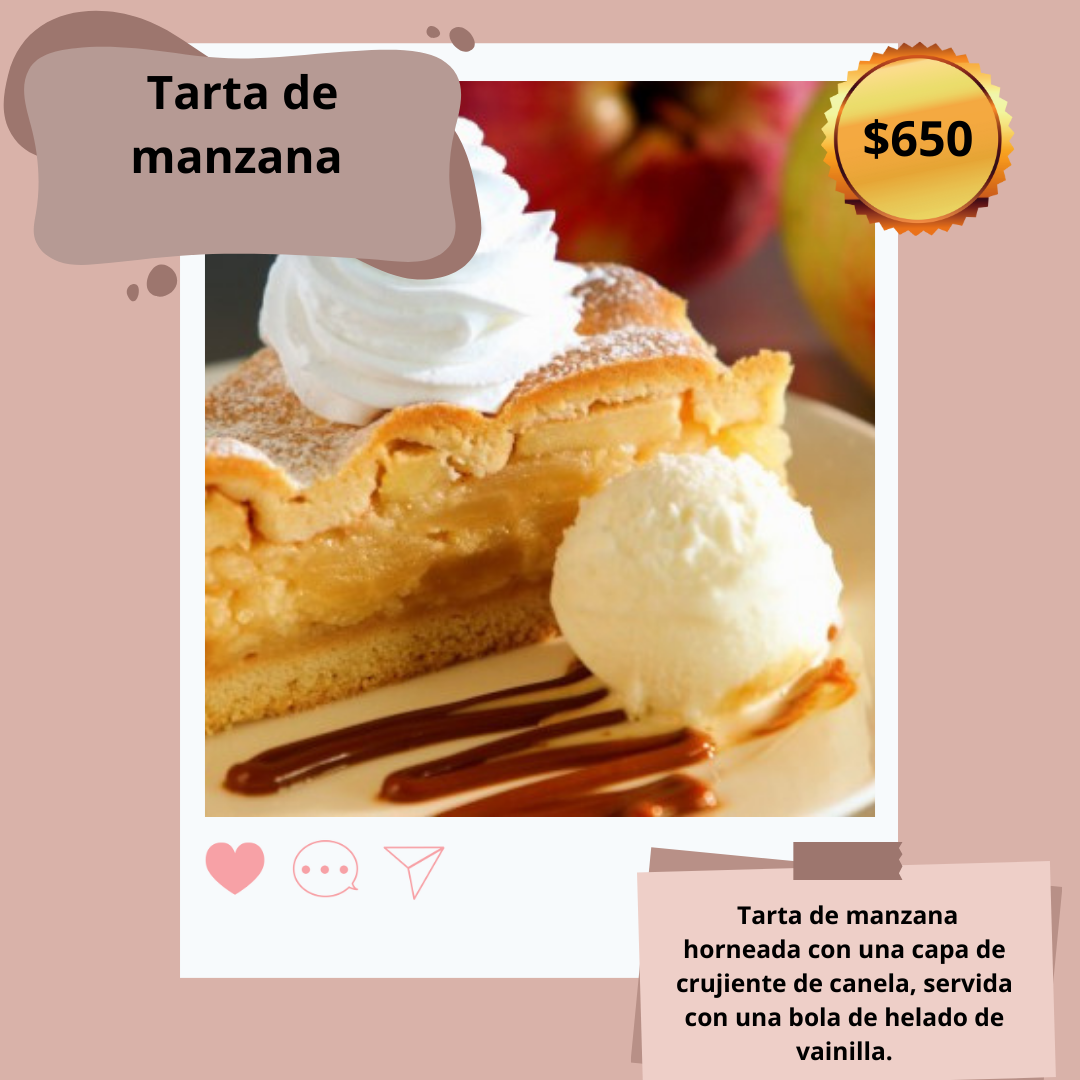 Tarta de
manzana
$650
Tarta de manzana
horneada con una capa de
crujiente de canela, servida
con una bola de helado de
vainilla.